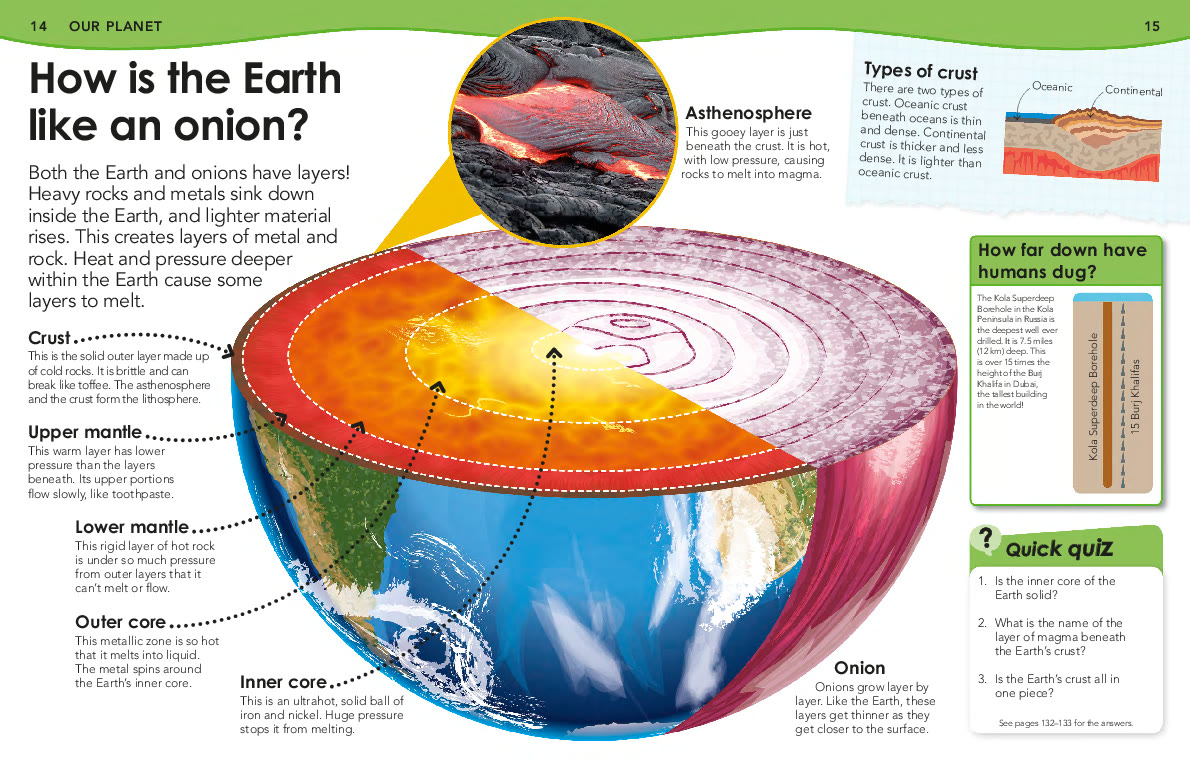 14 OUR PLANET
15
How is the Earth
like an onion?
Both the Earth and onions have layers!
Heavy rocks and metals sink down
inside the Earth, and lighter material
rises. This creates layers of metal and
rock. Heat and pressure deeper
within the Earth cause some
layers to melt.
Crust
This is the solid outer layer made up
of cold rocks. It is brittle and can
break like toffee. The asthenosphere
and the crust form the lithosphere.
Upper mantle
This warm layer has lower
pressure than the layers
beneath. Its upper portions
flow slowly, like toothpaste.
Lower mantle
This rigid layer of hot rock
is under so much pressure
from outer layers that it
can't melt or flow.
Outer core
This metallic zone is so hot
that it melts into liquid.
The metal spins around
the Earth's inner core.
Inner core
This is an ultrahot, solid ball of
iron and nickel. Huge pressure
stops it from melting.
Asthenosphere
This gooey layer is just
beneath the crust. It is hot,
with low pressure, causing
rocks to melt into magma.
Onion
Onions grow layer by
layer. Like the Earth, these
layers get thinner as they
get closer to the surface.
Types of crust
There are two types of
crust. Oceanic crust
beneath oceans is thin
and dense. Continental
crust is thicker and less
dense. It is lighter than
oceanic crust.
Oceanic
Continental
How far down have
humans dug?
The Kola Superdeep
Borehole in the Kola
Peninsula in Russia is
the deepest well ever
drilled. It is 7.5 miles
(12 km) deep. This
is over 15 times the
height of the Burj
Khalifa in Dubai,
the tallest building
in the world!
Kola Superdeep Borehole
15 Burj Khalifas
?
Quick quiz
1. Is the inner core of the
Earth solid?
2. What is the name of the
layer of magma beneath
the Earth's crust?
3. Is the Earth's crust all in
one piece?
See pages 132–133 for the answers.